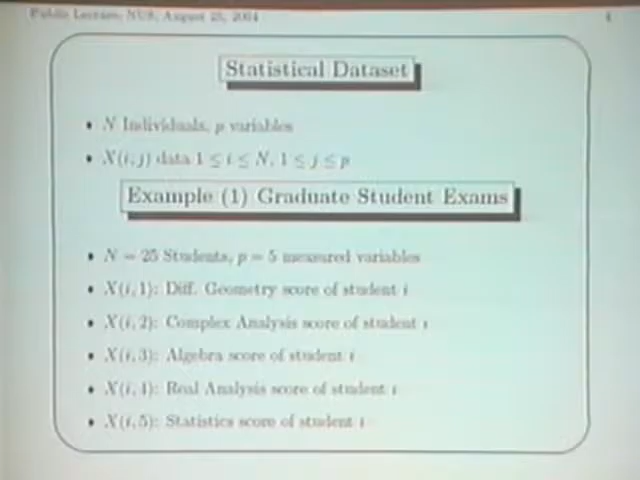 Public Lecture, NUS, August 25, 2004 4
Statistical Dataset
• N Individuals, p variables
• X(i, j) data 1 ≤ i ≤ N, 1 ≤ j ≤ p
Example (1) Graduate Student Exams
• N = 25 Students, p = 5 measured variables
• X(i, 1): Diff. Geometry score of student i
• X(i, 2): Complex Analysis score of student i
• X(i, 3): Algebra score of student i
• X(i, 4): Real Analysis score of student i
• X(i, 5): Statistics score of student i